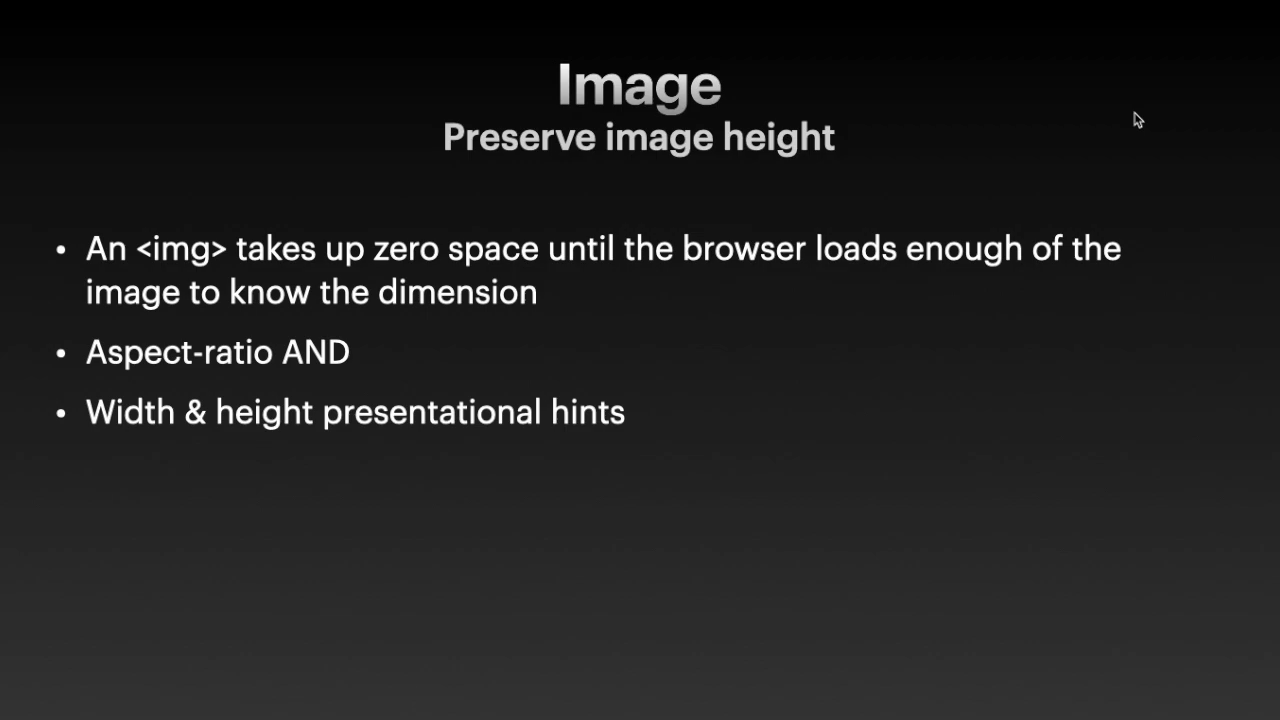 Image
Preserve image height
• An <img> takes up zero space until the browser loads enough of the
image to know the dimension
• Aspect-ratio AND
• Width & height presentational hints